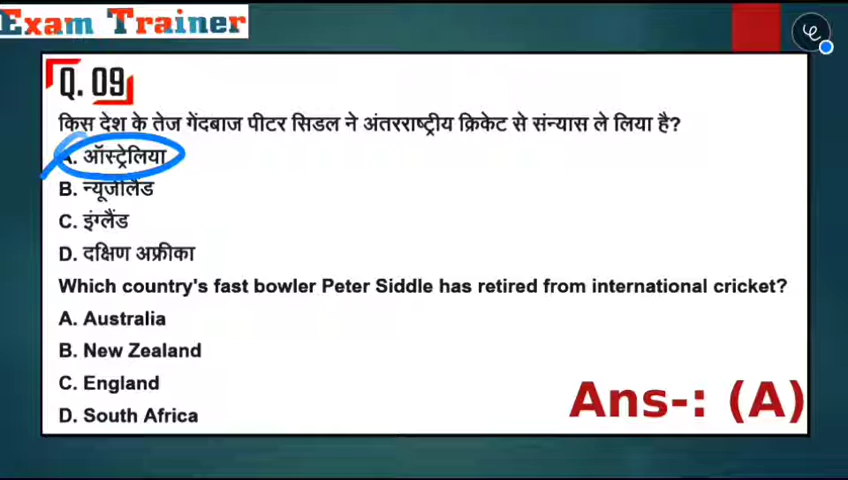 Exam Trainer
Q. 09
किस देश के तेज गेंदबाज पीटर सिडल ने अंतरराष्ट्रीय क्रिकेट से संन्यास ले लिया है?
A. ऑस्ट्रेलिया
B. न्यूजीलैंड
C. इंग्लैंड
D. दक्षिण अफ्रीका
Which country's fast bowler Peter Siddle has retired from international cricket?
A. Australia
B. New Zealand
C. England
D. South Africa
Ans-: (A)